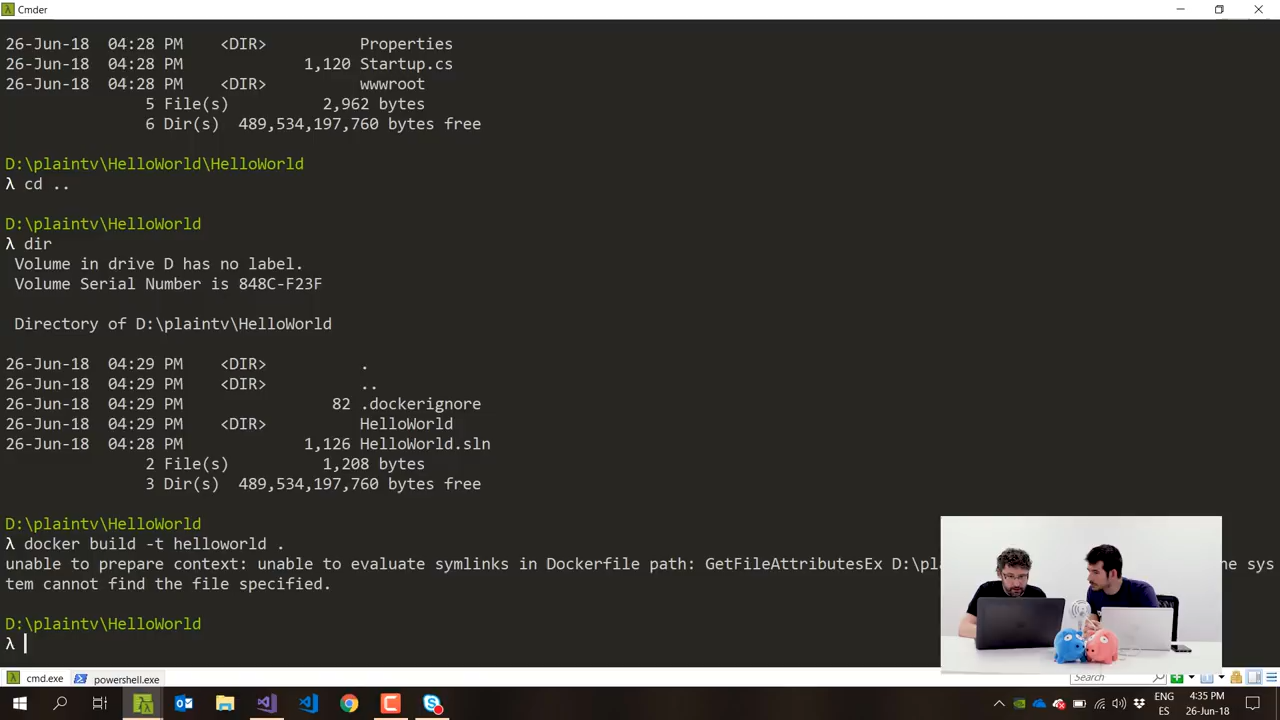 Cmder
26-Jun-18 04:28 PM <DIR> Properties
26-Jun-18 04:28 PM 1,120 Startup.cs
26-Jun-18 04:28 PM <DIR> wwwroot
5 File(s) 2,962 bytes
6 Dir(s) 489,534,197,760 bytes free
D:\plaintv\HelloWorld\HelloWorld
λ cd ..
D:\plaintv\HelloWorld
λ dir
Volume in drive D has no label.
Volume Serial Number is 848C-F23F
Directory of D:\plaintv\HelloWorld
26-Jun-18 04:29 PM <DIR> .
26-Jun-18 04:29 PM <DIR> ..
26-Jun-18 04:29 PM 82 .dockerignore
26-Jun-18 04:29 PM <DIR> HelloWorld
26-Jun-18 04:28 PM 1,126 HelloWorld.sln
2 File(s) 1,208 bytes
3 Dir(s) 489,534,197,760 bytes free
D:\plaintv\HelloWorld
λ docker build -t helloworld .
unable to prepare context: unable to evaluate symlinks in Dockerfile path: GetFileAttributesEx D:\pla ne sys
tem cannot find the file specified.
D:\plaintv\HelloWorld
λ
cmd.exe powershell.exe Search
ENG 4:35 PM
ES 26-Jun-18